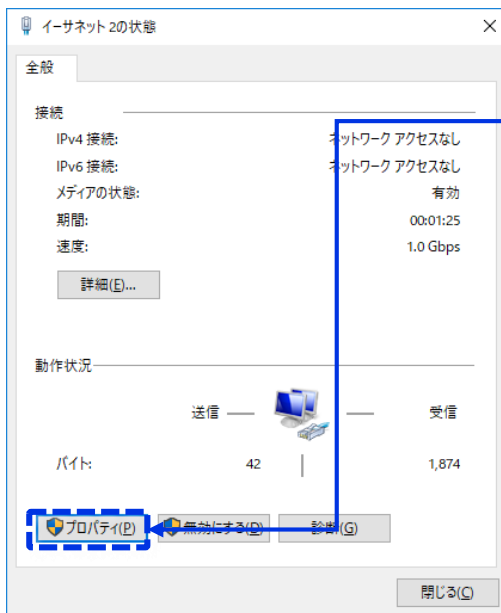 イーサネット 2の状態
全般
接続
IPv4 接続: ネットワーク アクセスなし
IPv6 接続: ネットワーク アクセスなし
メディアの状態: 有効
期間: 00:01:25
速度: 1.0 Gbps
詳細(E)...
動作状況
送信 受信
バイト: 42 1,874
プロパティ(P) 無効にする(D) 診断(G)
閉じる(C)